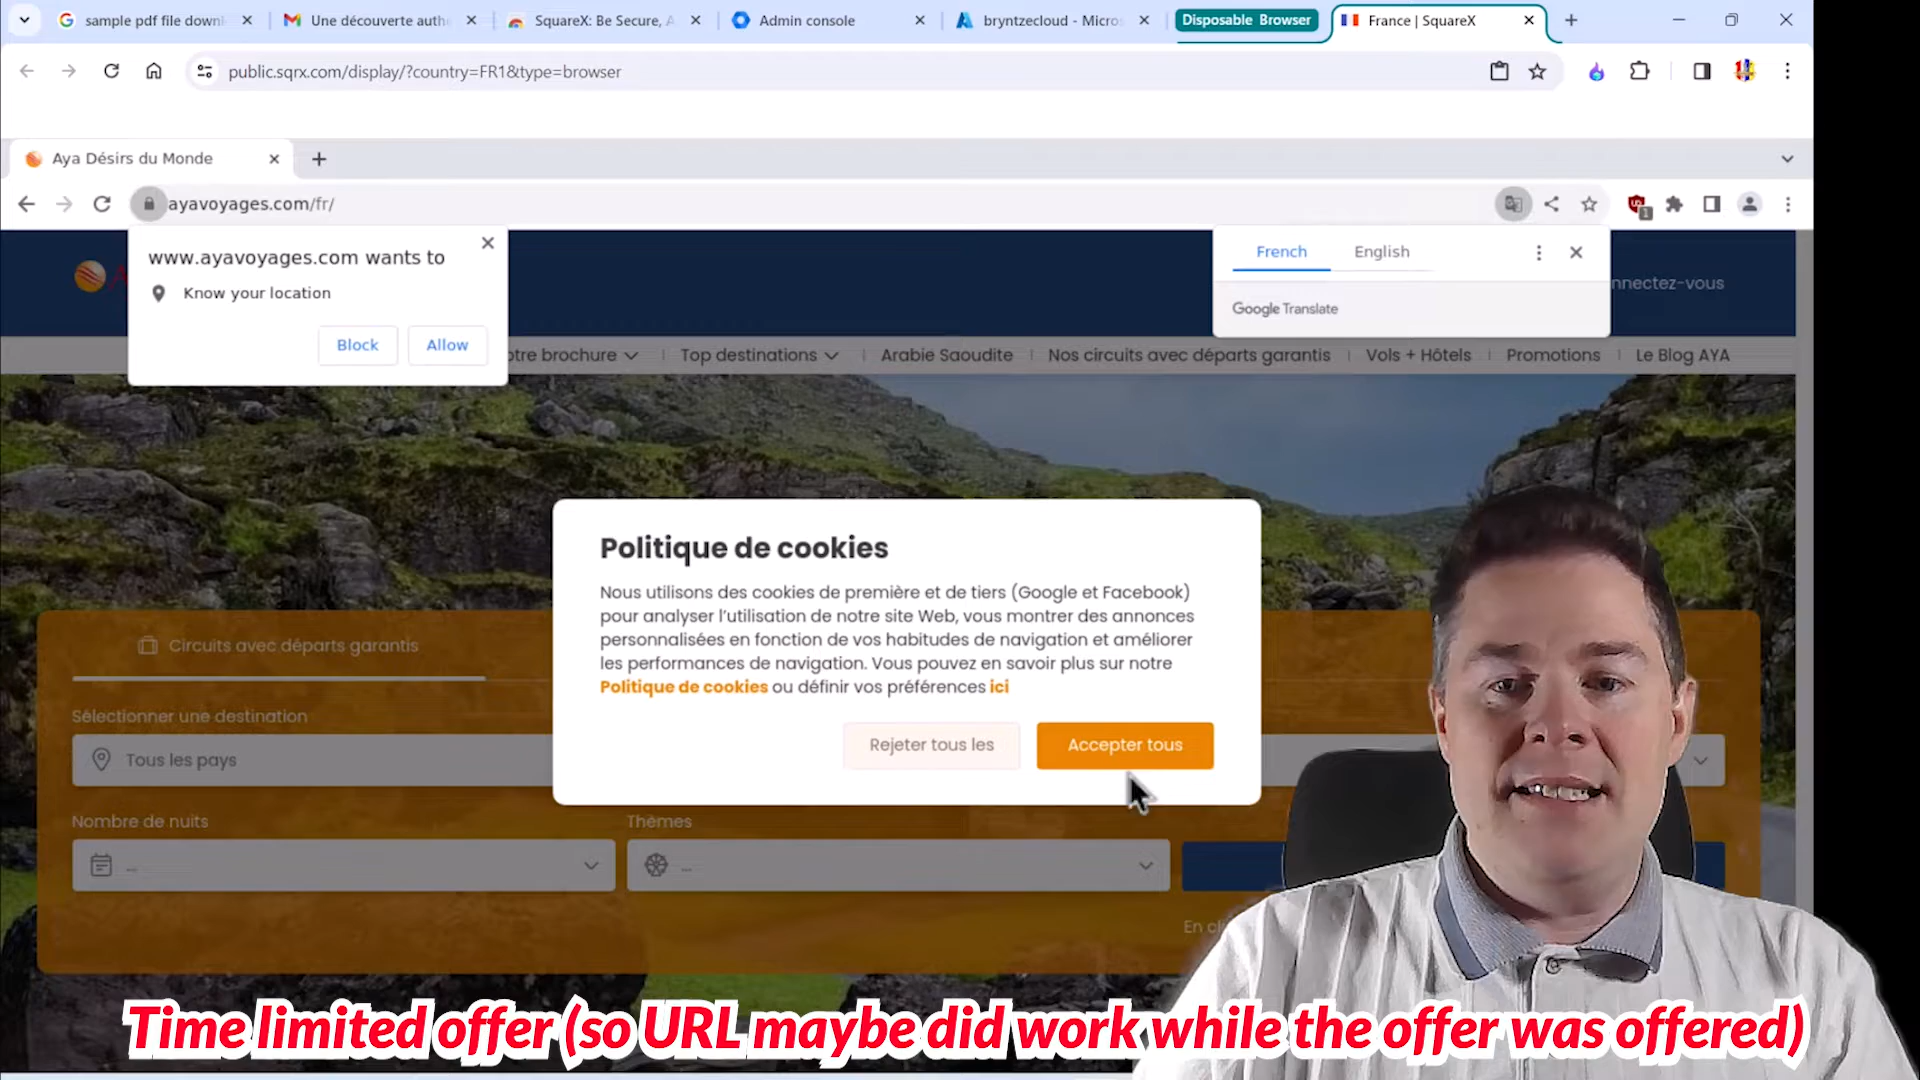 sample pdf file downl
Une découverte authe
SquareX: Be Secure, A
Admin console
bryntzecloud - Micros
Disposable Browser
France | SquareX
public.sqrx.com/display/?country=FR1&type=browser
Aya Désirs du Monde
ayavoyages.com/fr/
1
www.ayavoyages.com wants to
Know your location
Block
Allow
French
English
Google Translate
nnectez-vous
otre brochure
Top destinations
Arabie Saoudite
Nos circuits avec départs garantis
Vols + Hôtels
Promotions
Le Blog AYA
Politique de cookies
Nous utilisons des cookies de première et de tiers (Google et Facebook)
pour analyser l'utilisation de notre site Web, vous montrer des annonces
personnalisées en fonction de vos habitudes de navigation et améliorer
les performances de navigation. Vous pouvez en savoir plus sur notre
Politique de cookies ou définir vos préférences ici
Rejeter tous les
Accepter tous
Circuits avec départs garantis
Sélectionner une destination
Tous les pays
Nombre de nuits
Thèmes
...
...
Time limited offer (so URL maybe did work while the offer was offered)